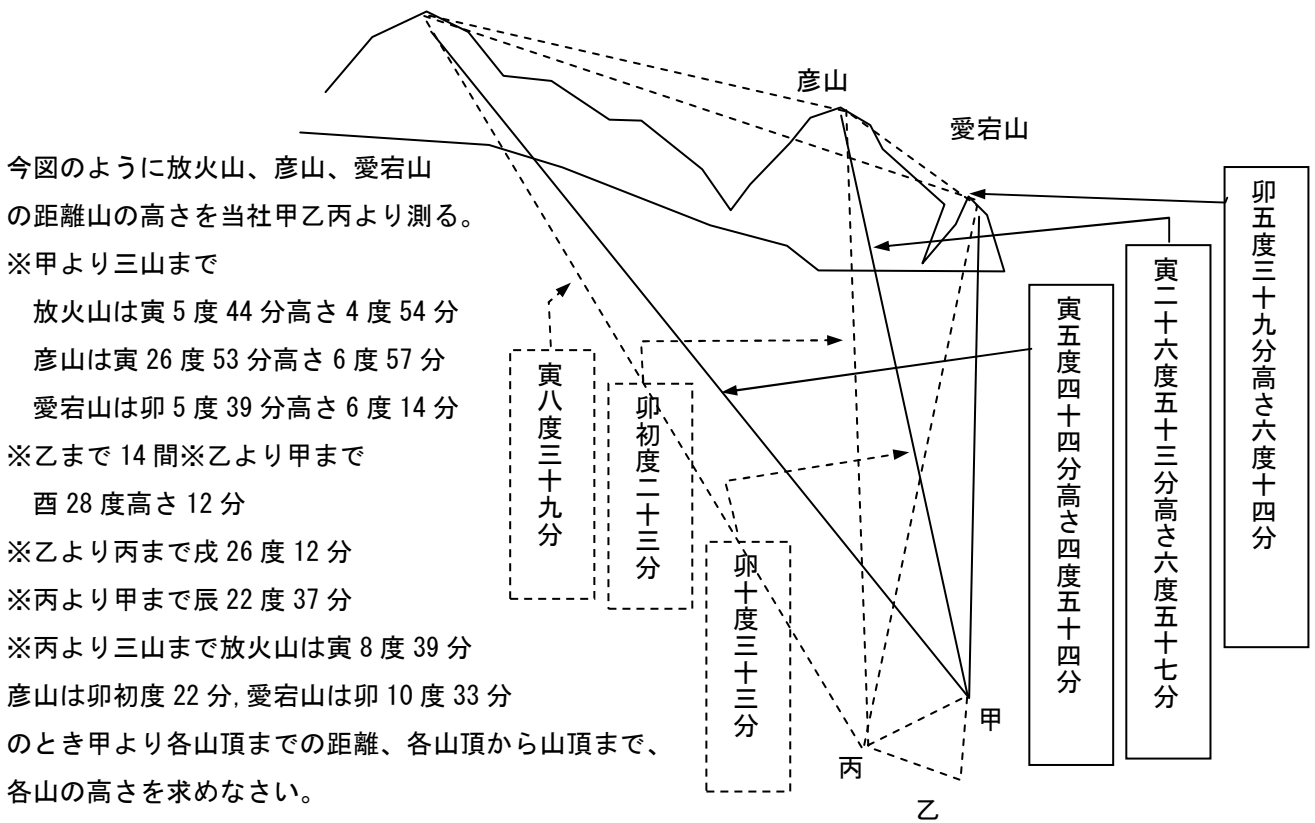 彦山
愛宕山
今図のように放火山、彦山、愛宕山
の距離山の高さを当社甲乙丙より測る。
※甲より三山まで
放火山は寅 5 度 44 分高さ 4 度 54 分
彦山は寅 26 度 53 分高さ 6 度 57 分
愛宕山は卯 5 度 39 分高さ 6 度 14 分
※乙まで 14 間※乙より甲まで
酉 28 度高さ 12 分
※乙より丙まで戌 26 度 12 分
※丙より甲まで辰 22 度 37 分
※丙より三山まで放火山は寅 8 度 39 分
彦山は卯初度 22 分, 愛宕山は卯 10 度 33 分
のとき甲より各山頂までの距離、各山頂から山頂まで、
各山の高さを求めなさい。
卯五度三十九分高さ六度十四分
寅二十六度五十三分高さ六度五十七分
寅五度四十四分高さ四度五十四分
卯十度三十三分
卯初度二十三分
寅八度三十九分
甲
丙
乙